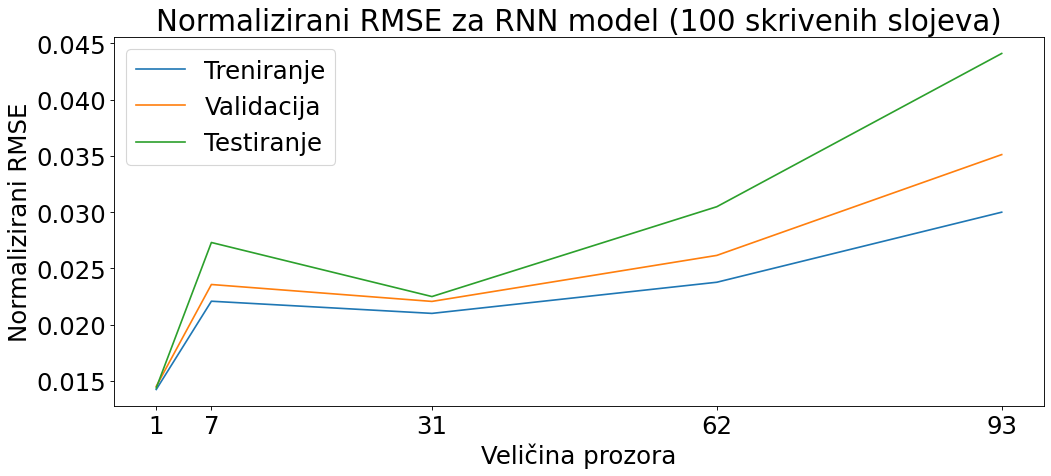 Normalizirani RMSE za RNN model (100 skrivenih slojeva)
Normalizirani RMSE
0.045
0.040
0.035
0.030
0.025
0.020
0.015
Treniranje
Validacija
Testiranje
1 7 31 62 93
Veličina prozora